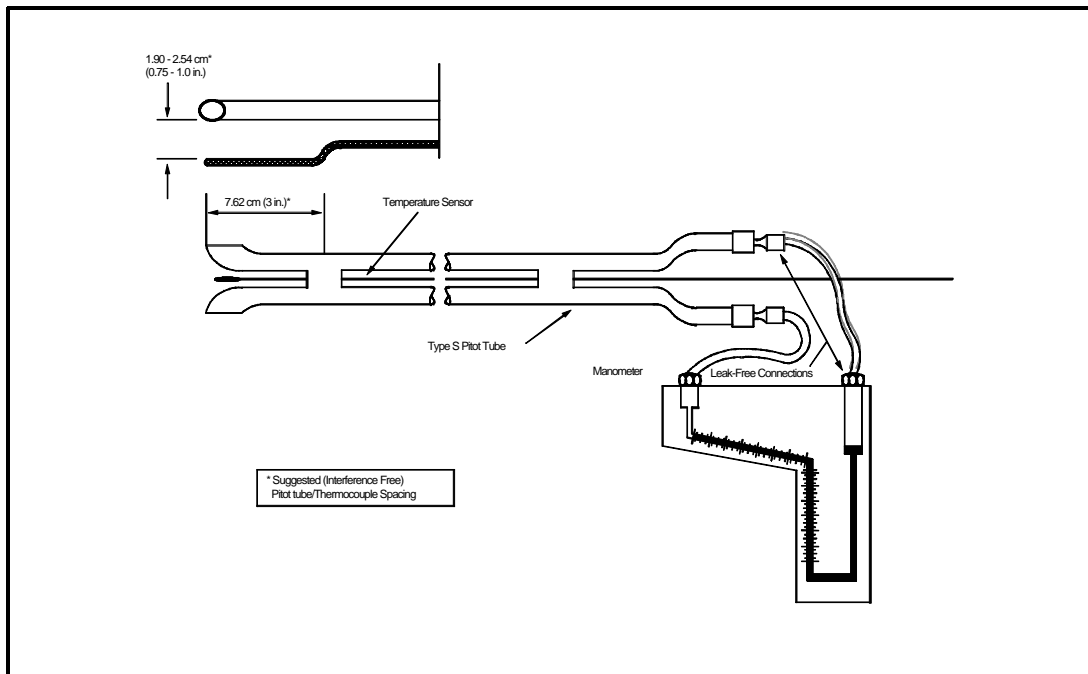 1.90 - 2.54 cm*
(0.75 - 1.0 in.)
7.62 cm (3 in.)*
Temperature Sensor
Type S Pitot Tube
Manometer
Leak-Free Connections
* Suggested (Interference Free)
Pitot tube/Thermocouple Spacing